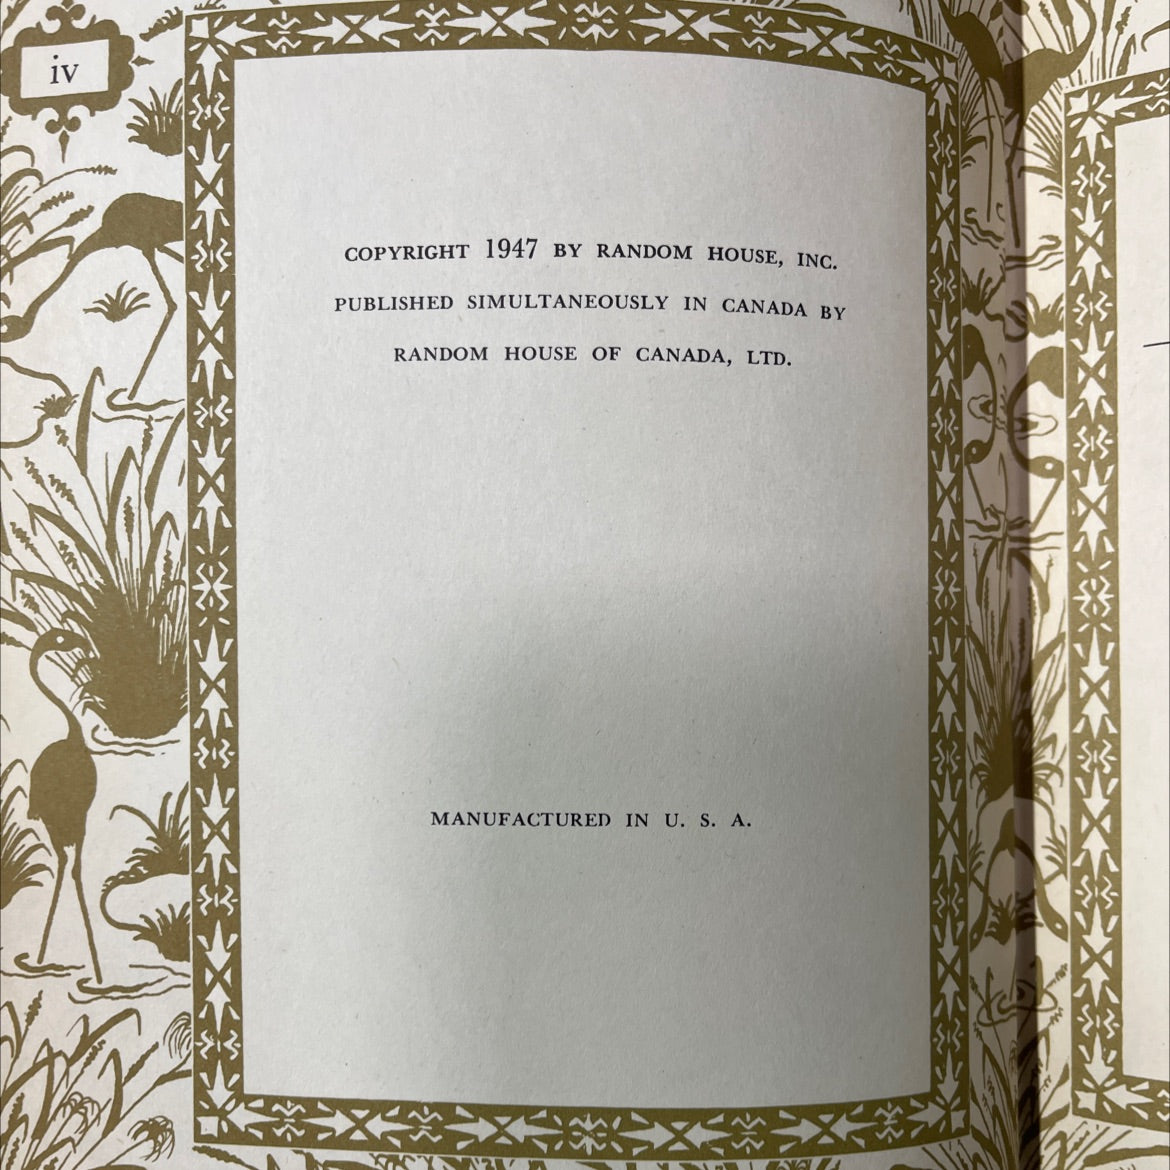 iv
COPYRIGHT 1947 BY RANDOM HOUSE, INC.
PUBLISHED SIMULTANEOUSLY IN CANADA BY
RANDOM HOUSE OF CANADA, LTD.
MANUFACTURED IN U. S. A.